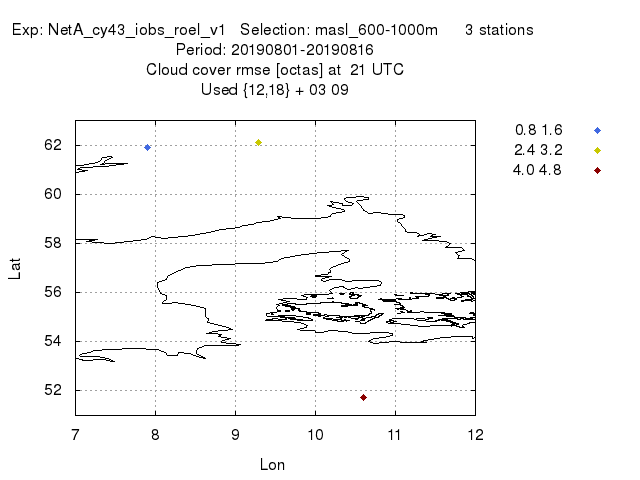 Exp: NetA_cy43_iobs_roel_v1 Selection: masl_600-1000m 3 stations
Period: 20190801-20190816
Cloud cover rmse [octas] at 21 UTC
Used {12,18} + 03 09
0.8 1.6
2.4 3.2
4.0 4.8
62
60
58
56
54
52
Lat
7 8 9 10 11 12
Lon